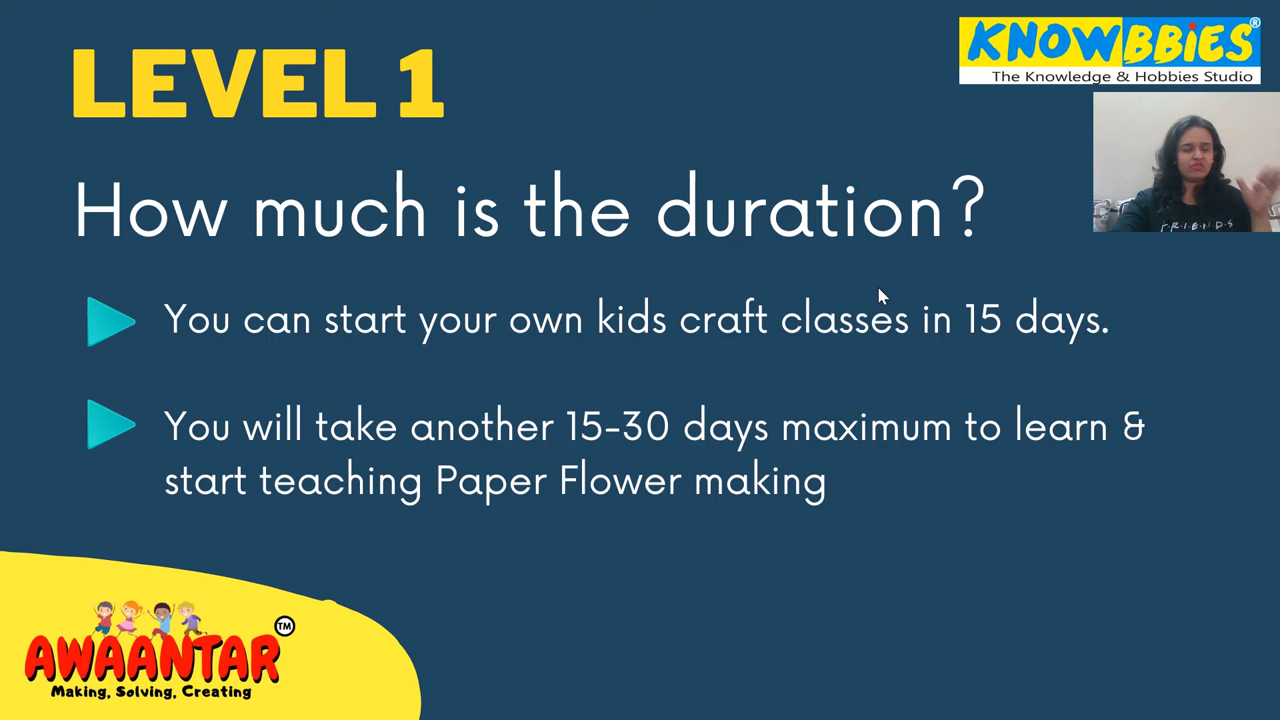 LEVEL 1
KNOWBBIES®
The Knowledge & Hobbies Studio
F·R·I·E·N·D·S
How much is the duration?
You can start your own kids craft classes in 15 days.
You will take another 15-30 days maximum to learn &
start teaching Paper Flower making
AWAANTAR TM
Making, Solving, Creating